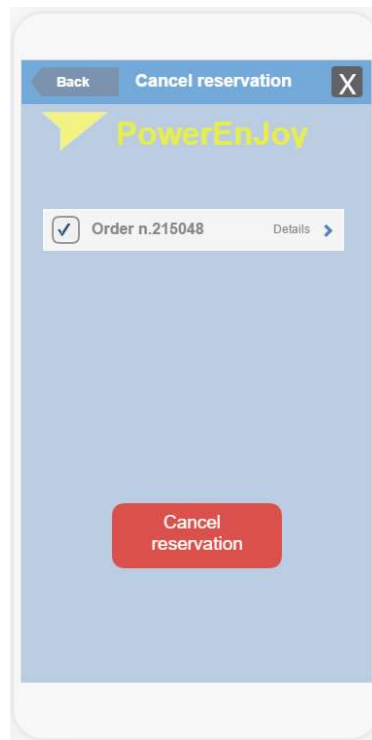 Back Cancel reservation X
PowerEnJoy
Order n.215048 Details
Cancel
reservation